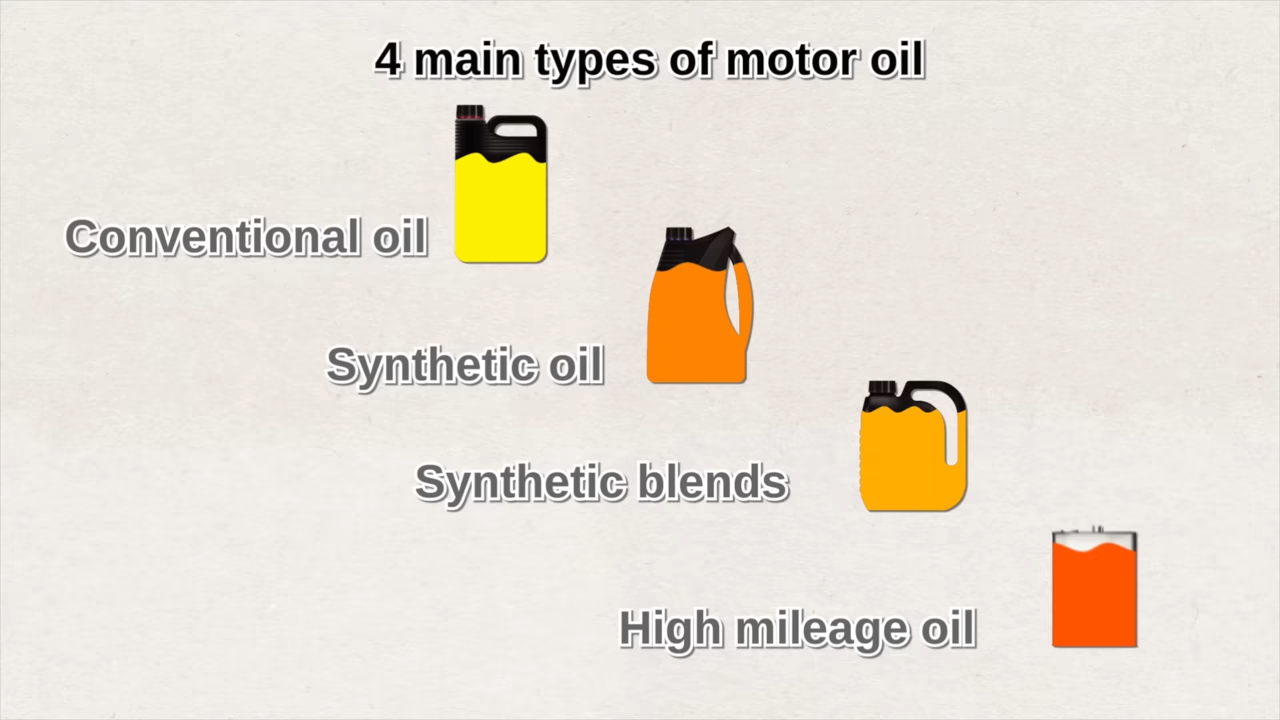 4 main types of motor oil
Conventional oil
Synthetic oil
Synthetic blends
High mileage oil